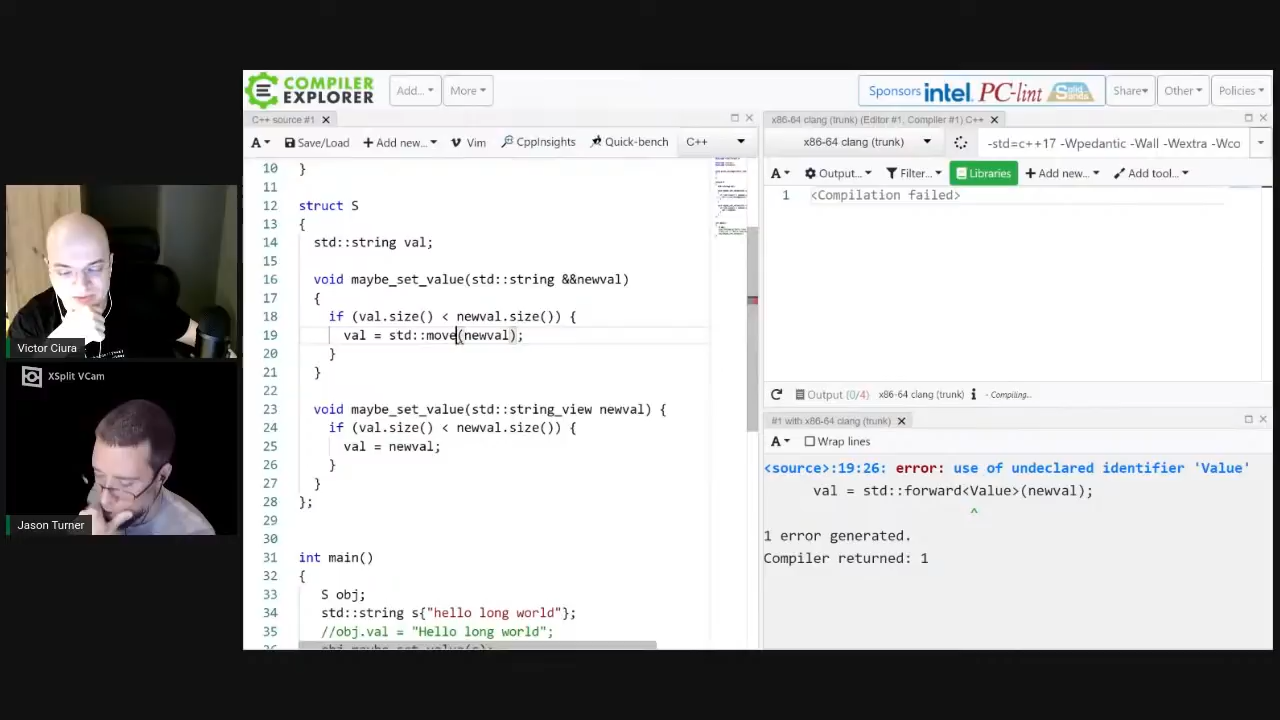 COMPILER
EXPLORER
Add...
More
Sponsors intel PC-lint Solid Sands
Share
Other
Policies
C++ source #1
A
Save/Load
Add new...
Vim
CppInsights
Quick-bench
C++
10 }
11
12 struct S
13 {
14 std::string val;
15
16 void maybe_set_value(std::string &&newval)
17 {
18 if (val.size() < newval.size()) {
19 val = std::move(newval);
20 }
21 }
22
23 void maybe_set_value(std::string_view newval) {
24 if (val.size() < newval.size()) {
25 val = newval;
26 }
27 }
28 };
29
30
31 int main()
32 {
33 S obj;
34 std::string s{"hello long world"};
35 //obj.val = "Hello long world";
36 obj.maybe_set_value(s);
x86-64 clang (trunk) (Editor #1, Compiler #1) C++
x86-64 clang (trunk)
-std=c++17 -Wpedantic -Wall -Wextra -Wco
A
Output...
Filter...
Libraries
Add new...
Add tool...
1 <Compilation failed>
Output (0/4) x86-64 clang (trunk) i - Compiling...
#1 with x86-64 clang (trunk)
A
Wrap lines
<source>:19:26: error: use of undeclared identifier 'Value'
val = std::forward<Value>(newval);
^
1 error generated.
Compiler returned: 1
Victor Ciura
XSplit VCam
Jason Turner